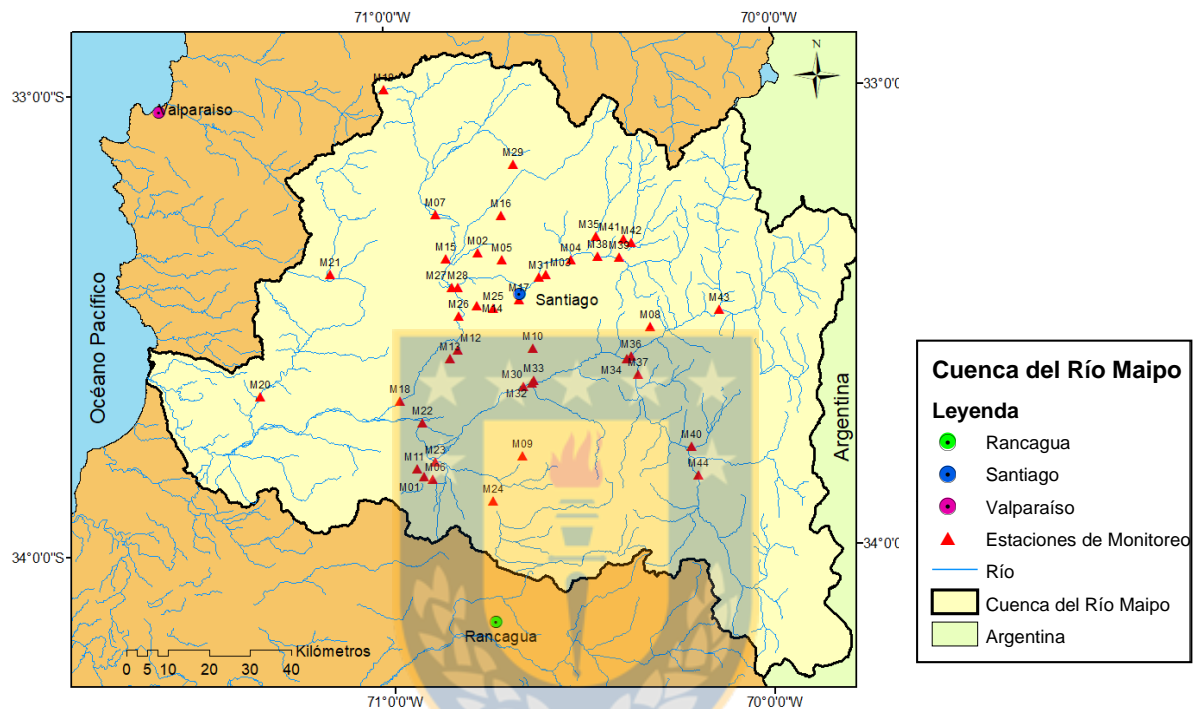 71°0'0"W
70°0'0"W
N
33°0'0"S
M19
Valparaiso
M29
M07
M16
M35
M41
M42
M15
M02
M05
M04
M38
M39
M21
M31
M03
M27
M28
M17
Santiago
M25
M14
M26
M43
M08
M12
M13
M10
M36
M37
M34
M30
M33
M32
M20
M18
M22
M40
M23
M11
M06
M01
M09
M44
M24
Océano Pacífico
Argentina
34°0'0"S
34°0'0
Rancagua
Kilómetros
0 5 10 20 30 40
71°0'0"W
70°0'0"W
Cuenca del Río Maipo
Leyenda
Rancagua
Santiago
Valparaíso
Estaciones de Monitoreo
Río
Cuenca del Río Maipo
Argentina